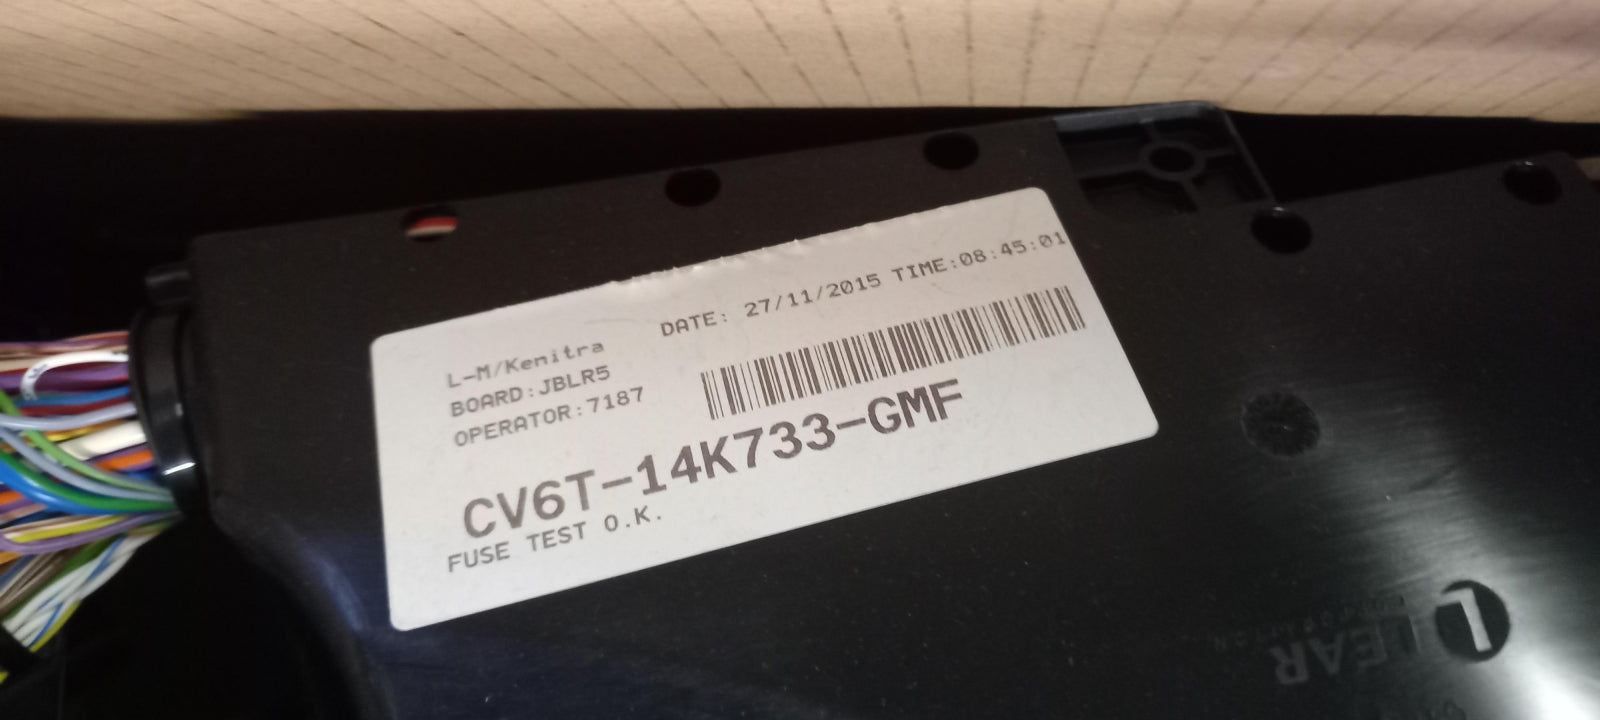 DATE: 27/11/2015 TIME:08:45:01
L-M/Kenitra
BOARD:JBLR5
OPERATOR:7187
CV6T-14K733-GMF
FUSE TEST O.K.
L LEAR
CORPORATION